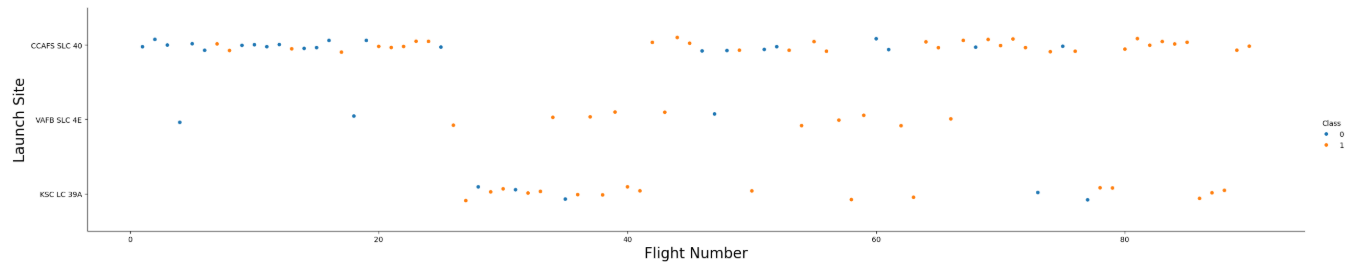 Launch Site
CCAFS SLC 40
VAFB SLC 4E
KSC LC 39A
0 20 40 60 80
Flight Number
Class
0
1